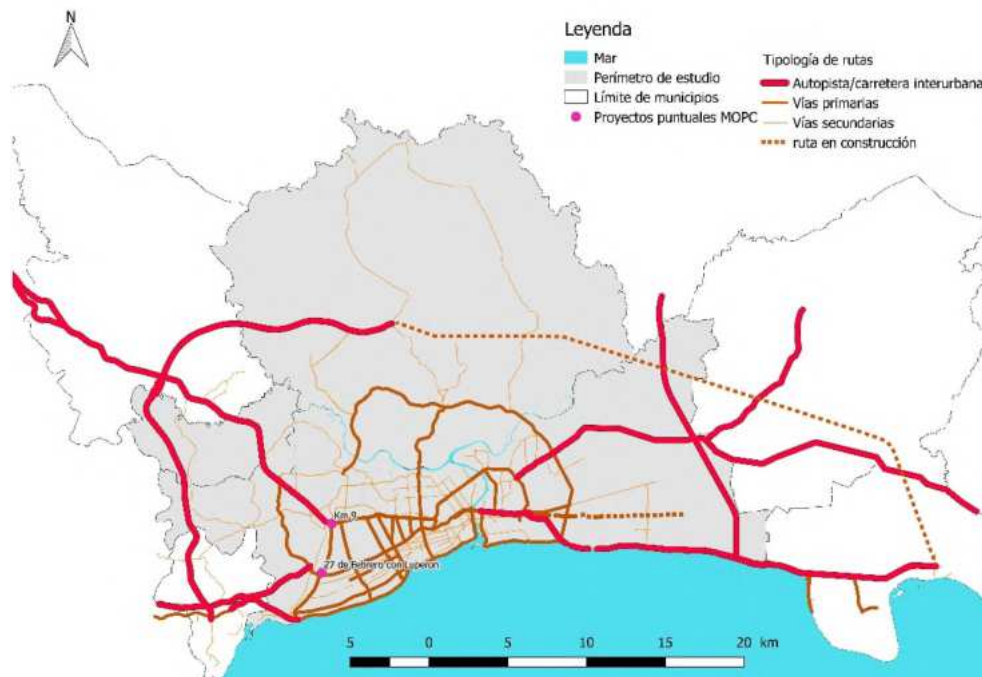 N
Leyenda
Mar
Perímetro de estudio
Límite de municipios
Proyectos puntuales MOPC
Tipología de rutas
Autopista/carretera interurbana
Vías primarias
Vías secundarias
ruta en construcción
Km 9
27 de Febrero con Luperon
5 0 5 10 15 20 km